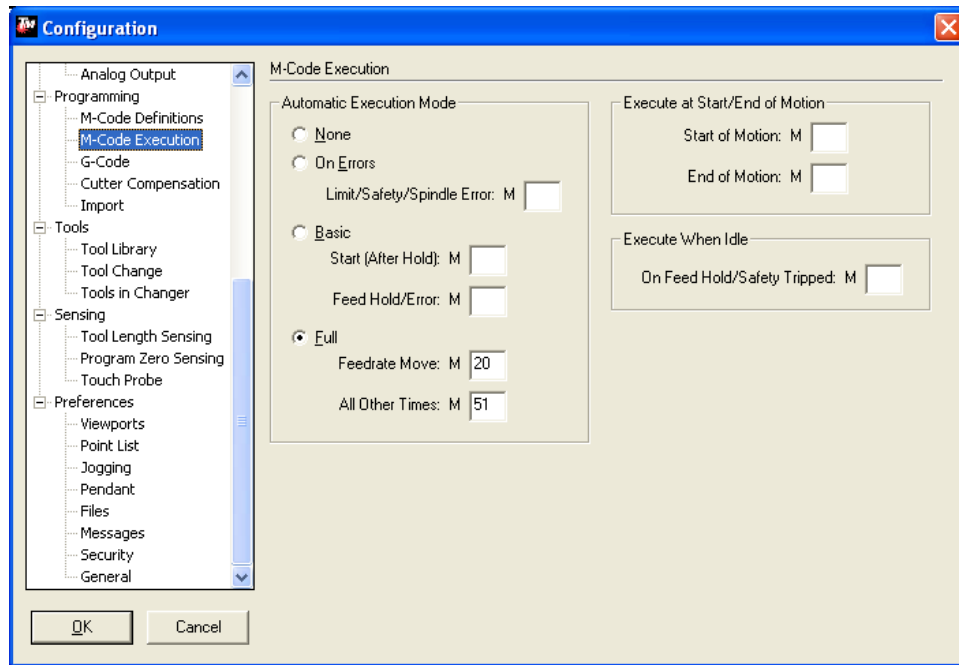 Configuration
Analog Output
Programming
M-Code Definitions
M-Code Execution
G-Code
Cutter Compensation
Import
Tools
Tool Library
Tool Change
Tools in Changer
Sensing
Tool Length Sensing
Program Zero Sensing
Touch Probe
Preferences
Viewports
Point List
Jogging
Pendant
Files
Messages
Security
General
OK
Cancel
M-Code Execution
Automatic Execution Mode
None
On Errors
Limit/Safety/Spindle Error: M
Basic
Start (After Hold): M
Feed Hold/Error: M
Full
Feedrate Move: M 20
All Other Times: M 51
Execute at Start/End of Motion
Start of Motion: M
End of Motion: M
Execute When Idle
On Feed Hold/Safety Tripped: M